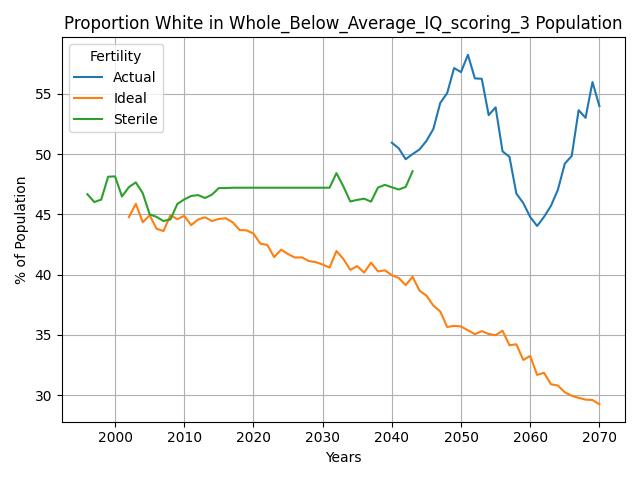 Proportion White in Whole_Below_Average_IQ_scoring_3 Population
Fertility
Actual
Ideal
Sterile
% of Population
55
50
45
40
35
30
2000 2010 2020 2030 2040 2050 2060 2070
Years